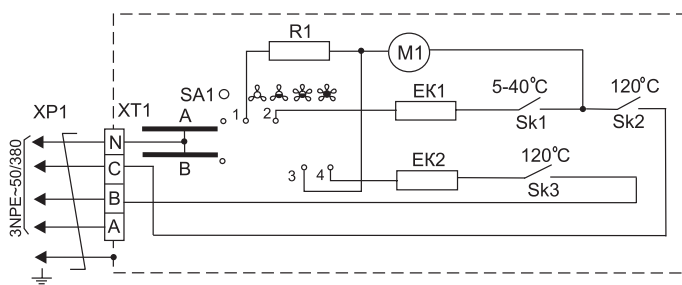 R1
M1
SA1
A
B
1
2
EK1
5-40°C
Sk1
120°C
Sk2
XP1
XT1
N
C
B
A
3NPE~50/380
3
4
EK2
120°C
Sk3